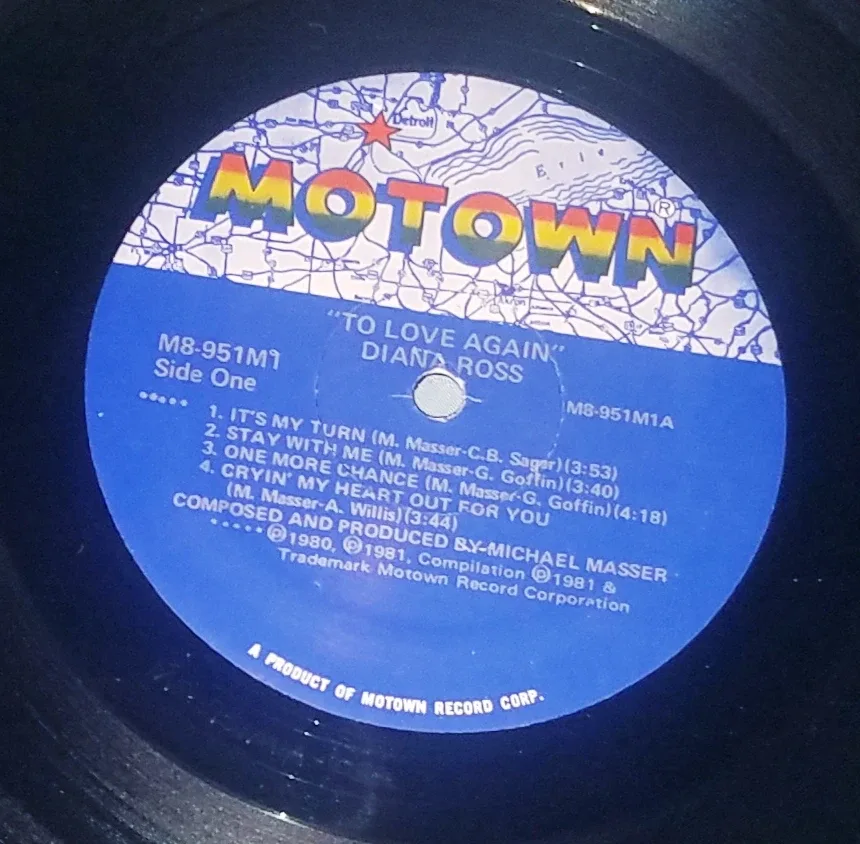 Detroit
Erie
MOTOWN®
Akron
"TO LOVE AGAIN"
DIANA ROSS
M8-951M1
Side One
M8-951M1A
1. IT'S MY TURN (M. Masser-C.B. Sager)(3:53)
2. STAY WITH ME (M. Masser-G. Goffin)(3:40)
3. ONE MORE CHANCE (M. Masser-G. Goffin)(4:18)
4. CRYIN' MY HEART OUT FOR YOU
(M. Masser-A. Willis)(3:44)
COMPOSED AND PRODUCED BY-MICHAEL MASSER
℗1980, ℗1981, Compilation ℗1981 &
Trademark Motown Record Corporation
A PRODUCT OF MOTOWN RECORD CORP.